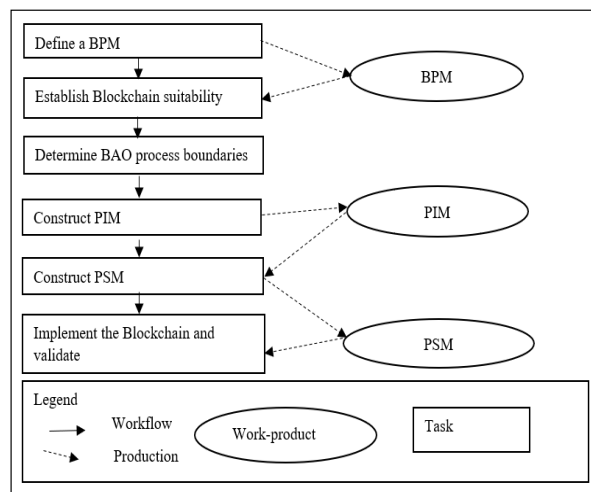 Define a BPM
BPM
Establish Blockchain suitability
Determine BAO process boundaries
Construct PIM
PIM
Construct PSM
Implement the Blockchain and
validate
PSM
Legend
Workflow
Production
Work-product
Task